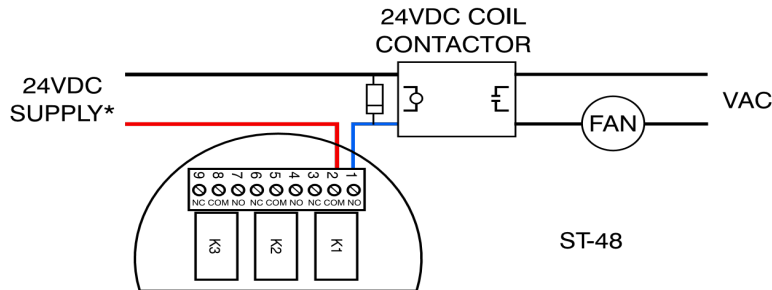 24VDC COIL
CONTACTOR
24VDC
SUPPLY*
VAC
FAN
9 8 7 6 5 4 3 2 1
NC COM NO NC COM NO NC COM NO
K3 K2 K1
ST-48